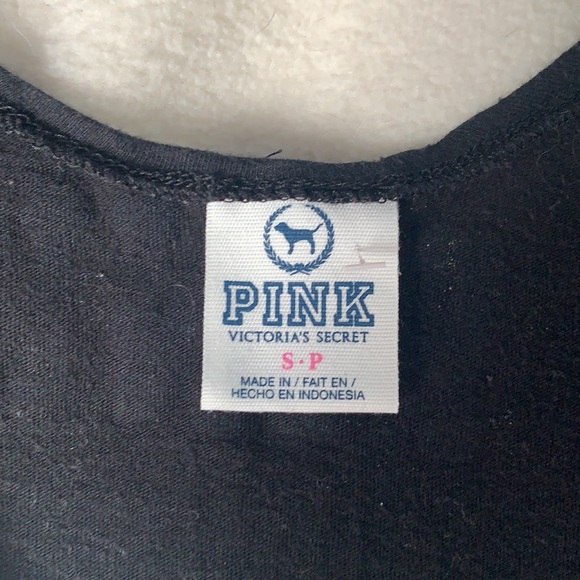 PINK
VICTORIA'S SECRET
S·P
MADE IN / FAIT EN /
HECHO EN INDONESIA